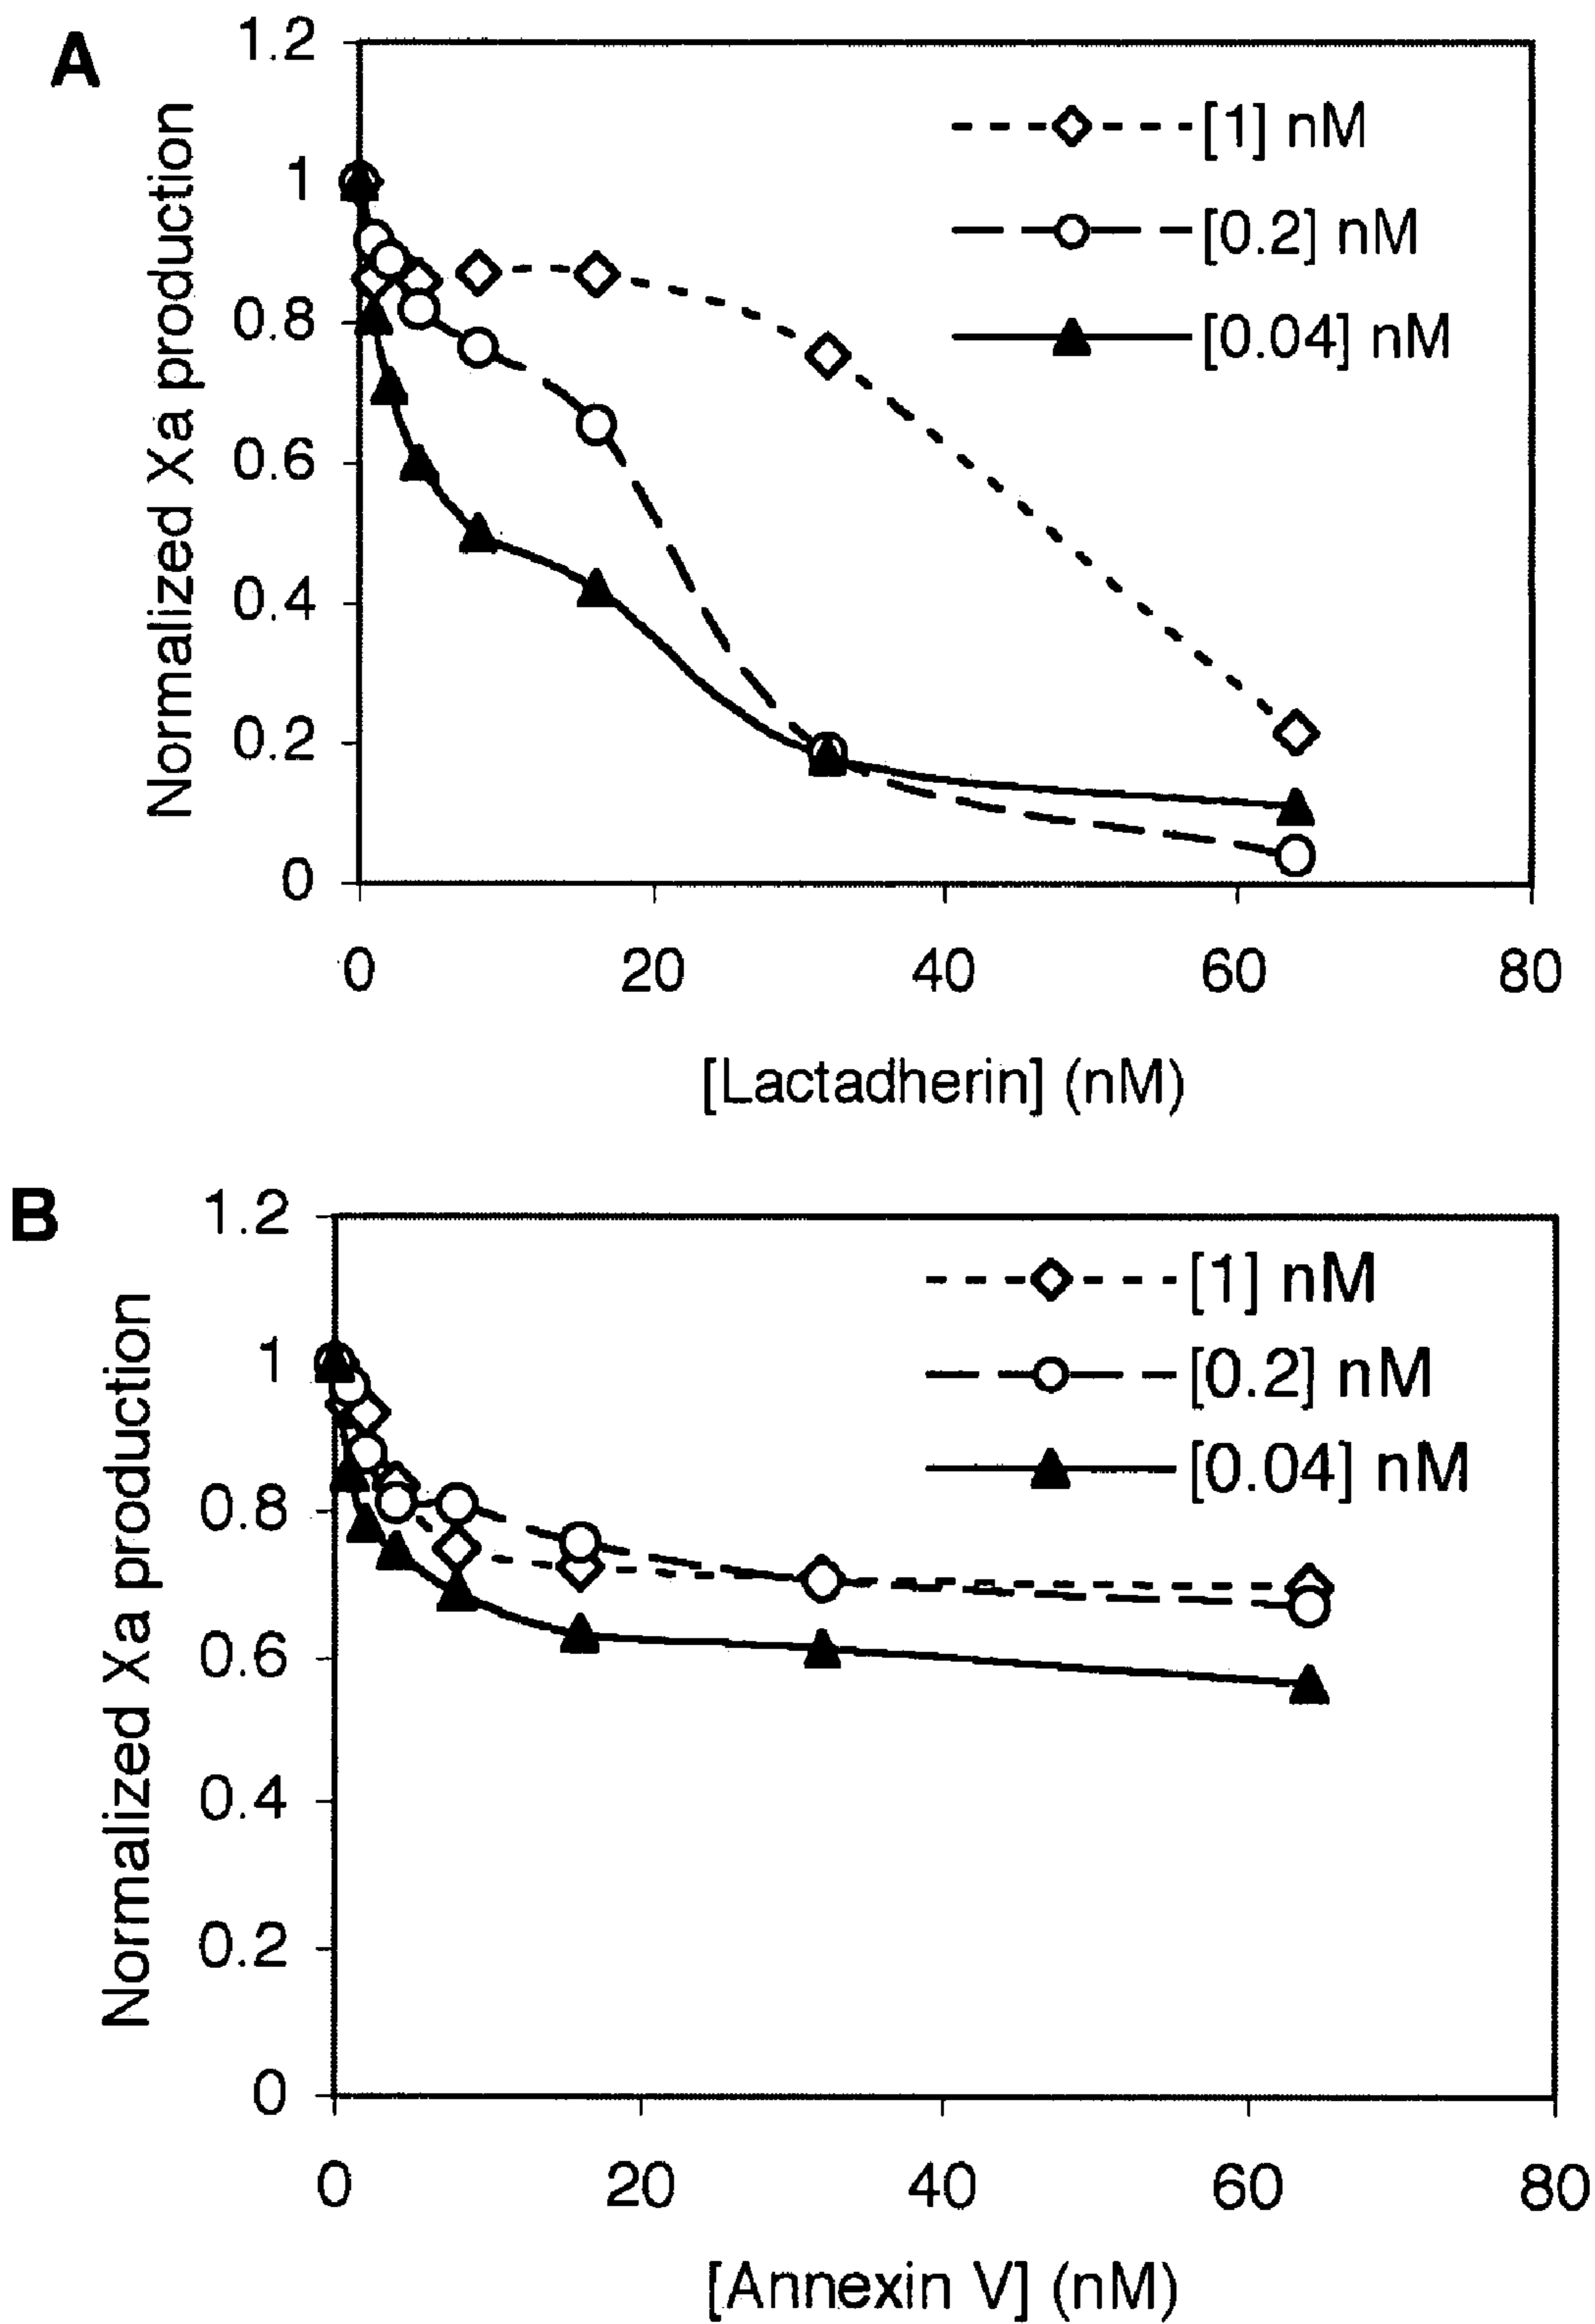 A
1.2
1
0.8
0.6
0.4
0.2
0
Normalized Xa production
[1] nM
[0.2] nM
[0.04] nM
0 20 40 60 80
[Lactadherin] (nM)
B
1.2
1
0.8
0.6
0.4
0.2
0
Normalized Xa production
[1] nM
[0.2] nM
[0.04] nM
0 20 40 60 80
[Annexin V] (nM)